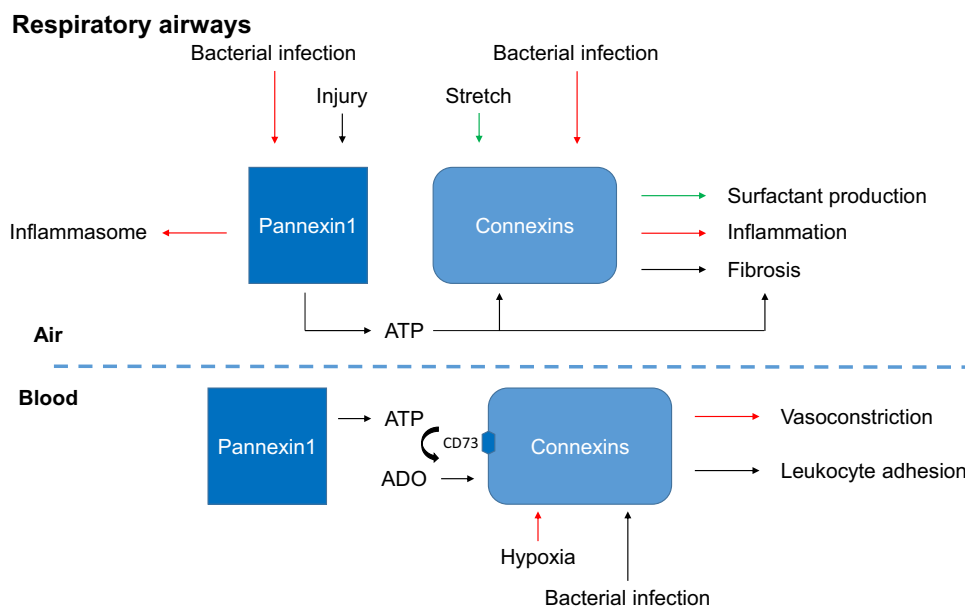 Respiratory airways
Bacterial infection
Bacterial infection
Injury
Stretch
Pannexin1
Connexins
Surfactant production
Inflammasome
Inflammation
Fibrosis
ATP
Air
Blood
ATP
Vasoconstriction
Pannexin1
CD73
Connexins
ADO
Leukocyte adhesion
Hypoxia
Bacterial infection